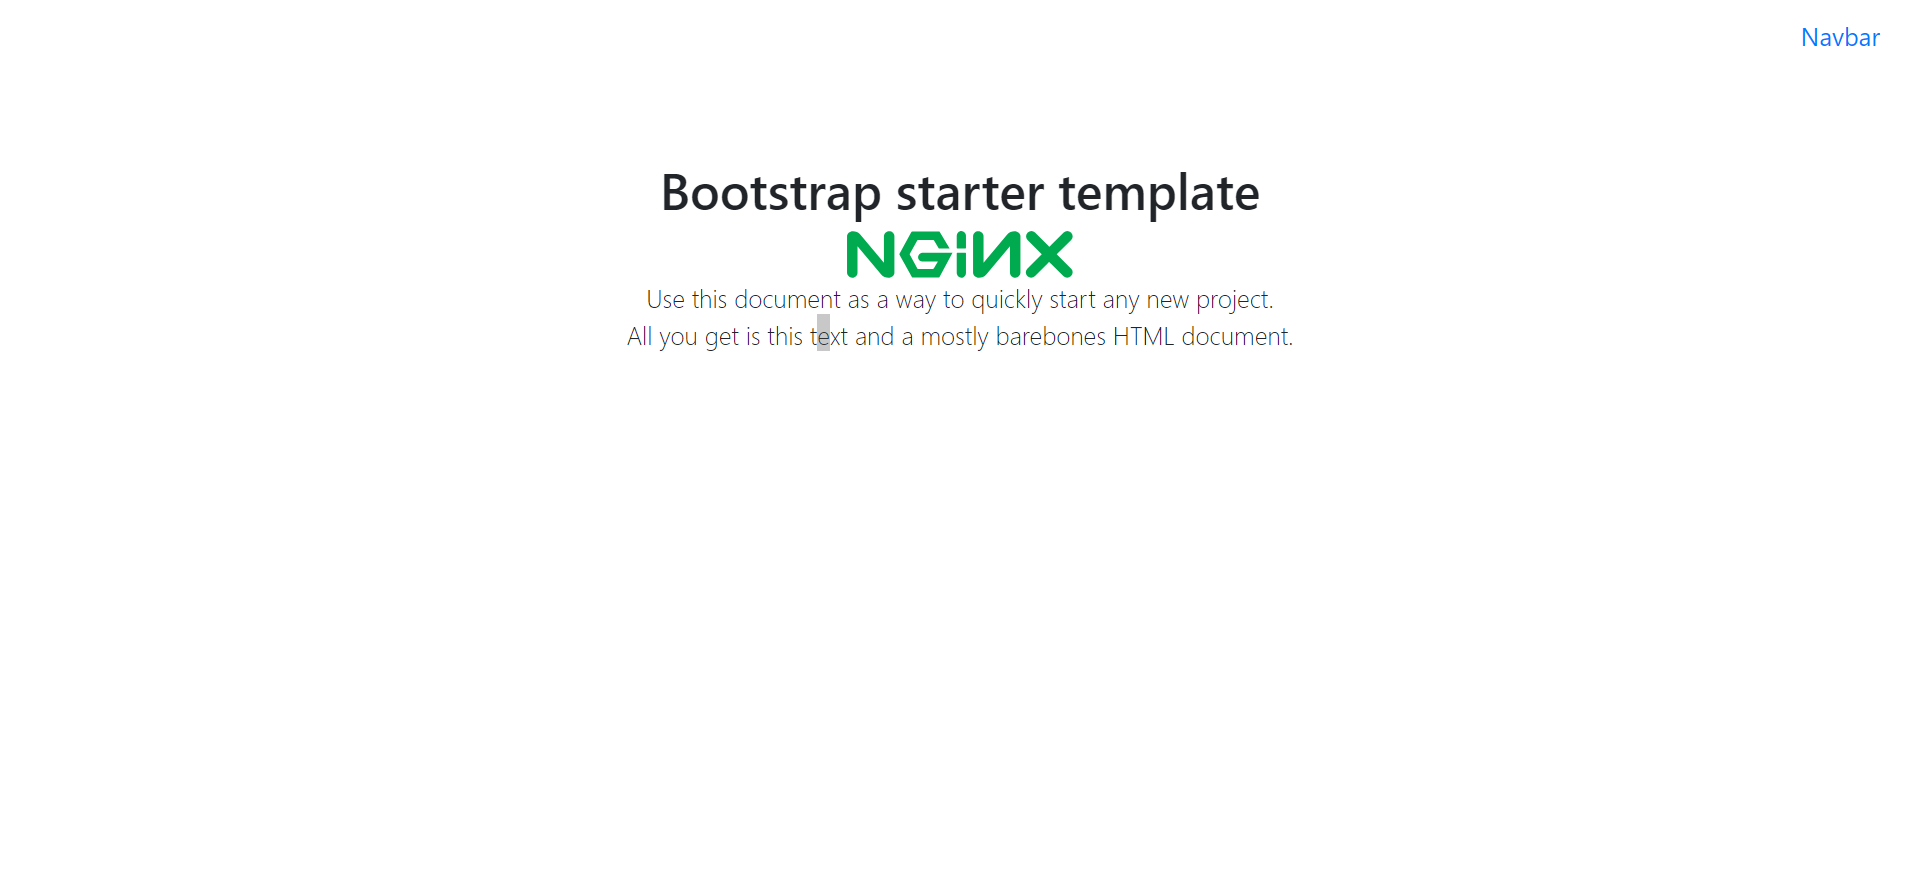 Navbar
Bootstrap starter template
NGiNX
Use this document as a way to quickly start any new project.
All you get is this text and a mostly barebones HTML document.